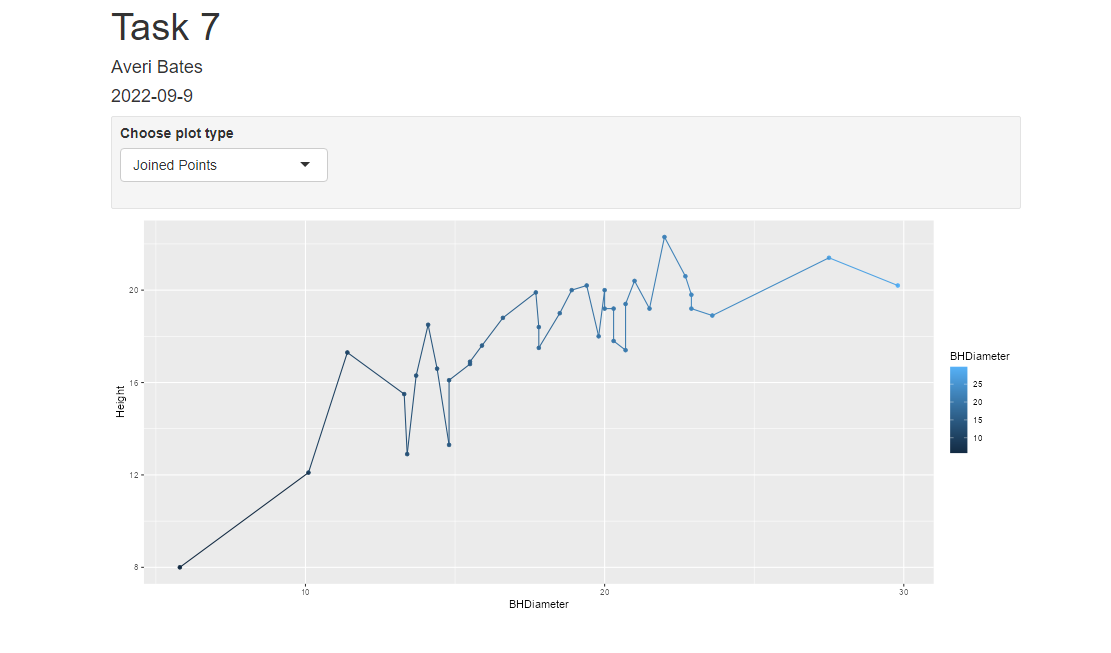 Task 7
Averi Bates
2022-09-9
Choose plot type
Joined Points
20
16
12
8
Height
10
20
30
BHDiameter
BHDiameter
25
20
15
10